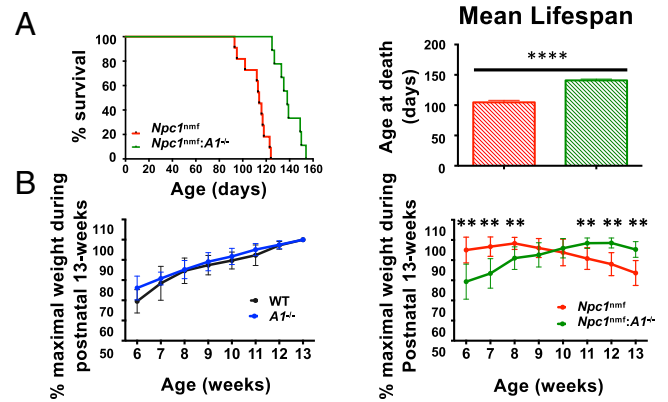 A
% survival
100
80
60
40
20
0
Npc1nmf
Npc1nmf:A1-/-
0 20 40 60 80 100 120 140 160
Age (days)
Mean Lifespan
Age at death
(days)
200
150
100
50
0
****
B
% maximal weight during
postnatal 13-weeks
110
100
90
80
70
60
50
WT
A1-/-
6 7 8 9 10 11 12 13
Age (weeks)
% maximal weight during
Postnatal 13-weeks
110
100
90
80
70
60
50
** ** ** ** ** **
Npc1nmf
Npc1nmf:A1-/-
6 7 8 9 10 11 12 13
Age (weeks)